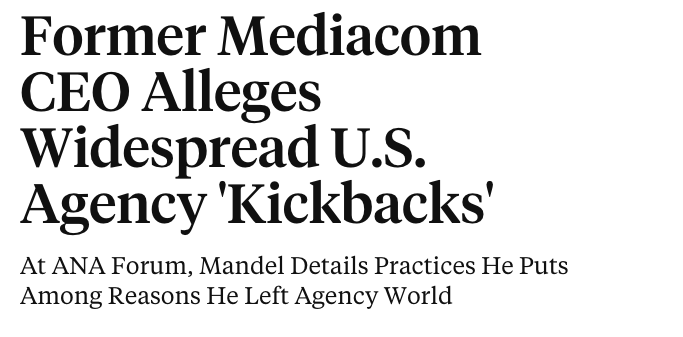 Former Mediacom
CEO Alleges
Widespread U.S.
Agency 'Kickbacks'
At ANA Forum, Mandel Details Practices He Puts
Among Reasons He Left Agency World